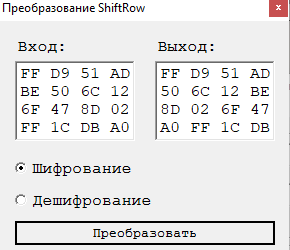 Преобразование ShiftRow
x
Вход: Выход:
FF D9 51 AD FF D9 51 AD
BE 50 6C 12 50 6C 12 BE
6F 47 8D 02 8D 02 6F 47
FF 1C DB A0 A0 FF 1C DB
Шифрование
Дешифрование
Преобразовать